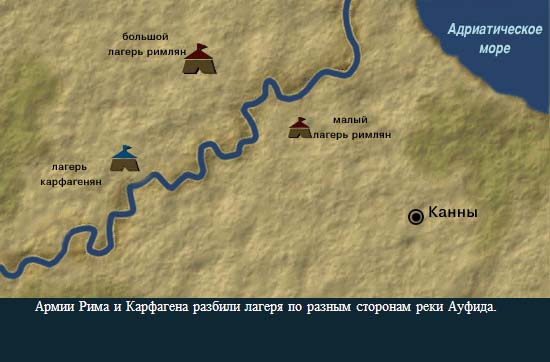 большой
лагерь римлян
Адриатическое
море
малый
лагерь римлян
лагерь
карфагенян
Канны
Армии Рима и Карфагена разбили лагеря по разным сторонам реки Ауфида.